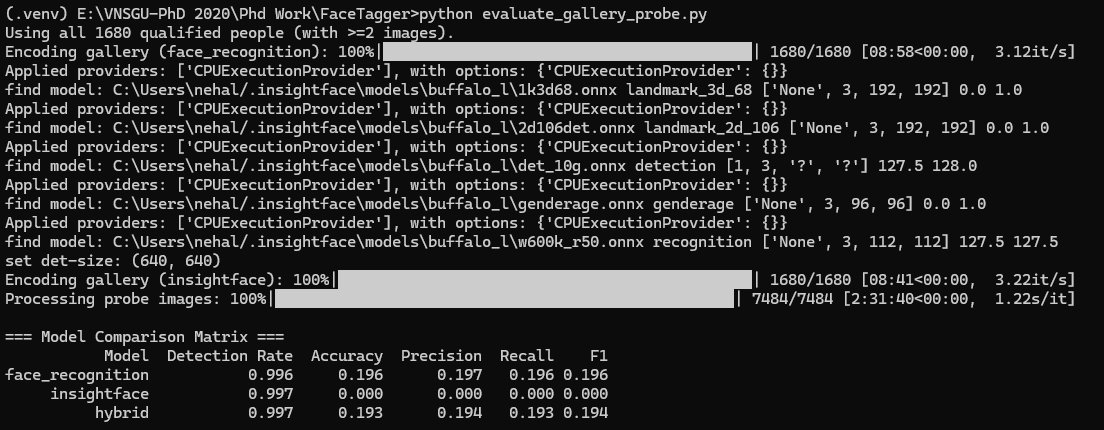 (.venv) E:\VNSGU-PhD 2020\Phd Work\FaceTagger>python evaluate_gallery_probe.py
Using all 1680 qualified people (with >=2 images).
Encoding gallery (face_recognition): 100%|| 1680/1680 [08:58<00:00,  3.12it/s]
Applied providers: ['CPUExecutionProvider'], with options: {'CPUExecutionProvider': {}}
find model: C:\Users\nehal/.insightface\models\buffalo_l\1k3d68.onnx landmark_3d_68 ['None', 3, 192, 192] 0.0 1.0
Applied providers: ['CPUExecutionProvider'], with options: {'CPUExecutionProvider': {}}
find model: C:\Users\nehal/.insightface\models\buffalo_l\2d106det.onnx landmark_2d_106 ['None', 3, 192, 192] 0.0 1.0
Applied providers: ['CPUExecutionProvider'], with options: {'CPUExecutionProvider': {}}
find model: C:\Users\nehal/.insightface\models\buffalo_l\det_10g.onnx detection [1, 3, '?', '?'] 127.5 128.0
Applied providers: ['CPUExecutionProvider'], with options: {'CPUExecutionProvider': {}}
find model: C:\Users\nehal/.insightface\models\buffalo_l\genderage.onnx genderage ['None', 3, 96, 96] 0.0 1.0
Applied providers: ['CPUExecutionProvider'], with options: {'CPUExecutionProvider': {}}
find model: C:\Users\nehal/.insightface\models\buffalo_l\w600k_r50.onnx recognition ['None', 3, 112, 112] 127.5 127.5
set det-size: (640, 640)
Encoding gallery (insightface): 100%|| 1680/1680 [08:41<00:00,  3.22it/s]
Processing probe images: 100%|| 7484/7484 [2:31:40<00:00,  1.22s/it]
=== Model Comparison Matrix ===
Model  Detection Rate  Accuracy  Precision  Recall    F1
face_recognition           0.996     0.196      0.197   0.196 0.196
insightface           0.997     0.000      0.000   0.000 0.000
hybrid           0.997     0.193      0.194   0.193 0.194